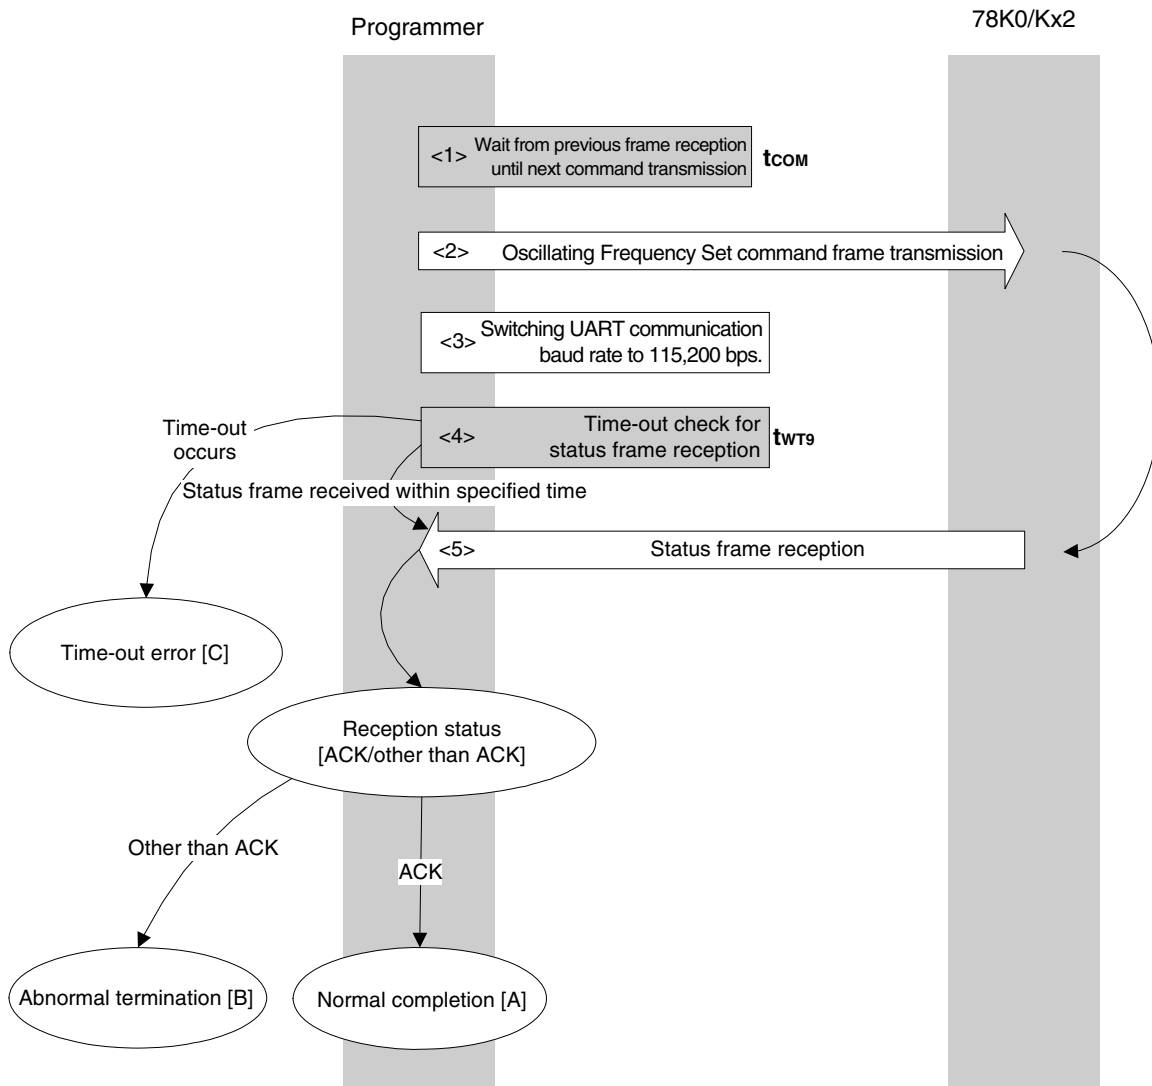 Programmer
78K0/Kx2
<1> Wait from previous frame reception
until next command transmission
tCOM
<2> Oscillating Frequency Set command frame transmission
<3> Switching UART communication
baud rate to 115,200 bps.
Time-out
occurs
<4> Time-out check for
status frame reception
tWT9
Status frame received within specified time
<5> Status frame reception
Time-out error [C]
Reception status
[ACK/other than ACK]
Other than ACK
ACK
Abnormal termination [B]
Normal completion [A]